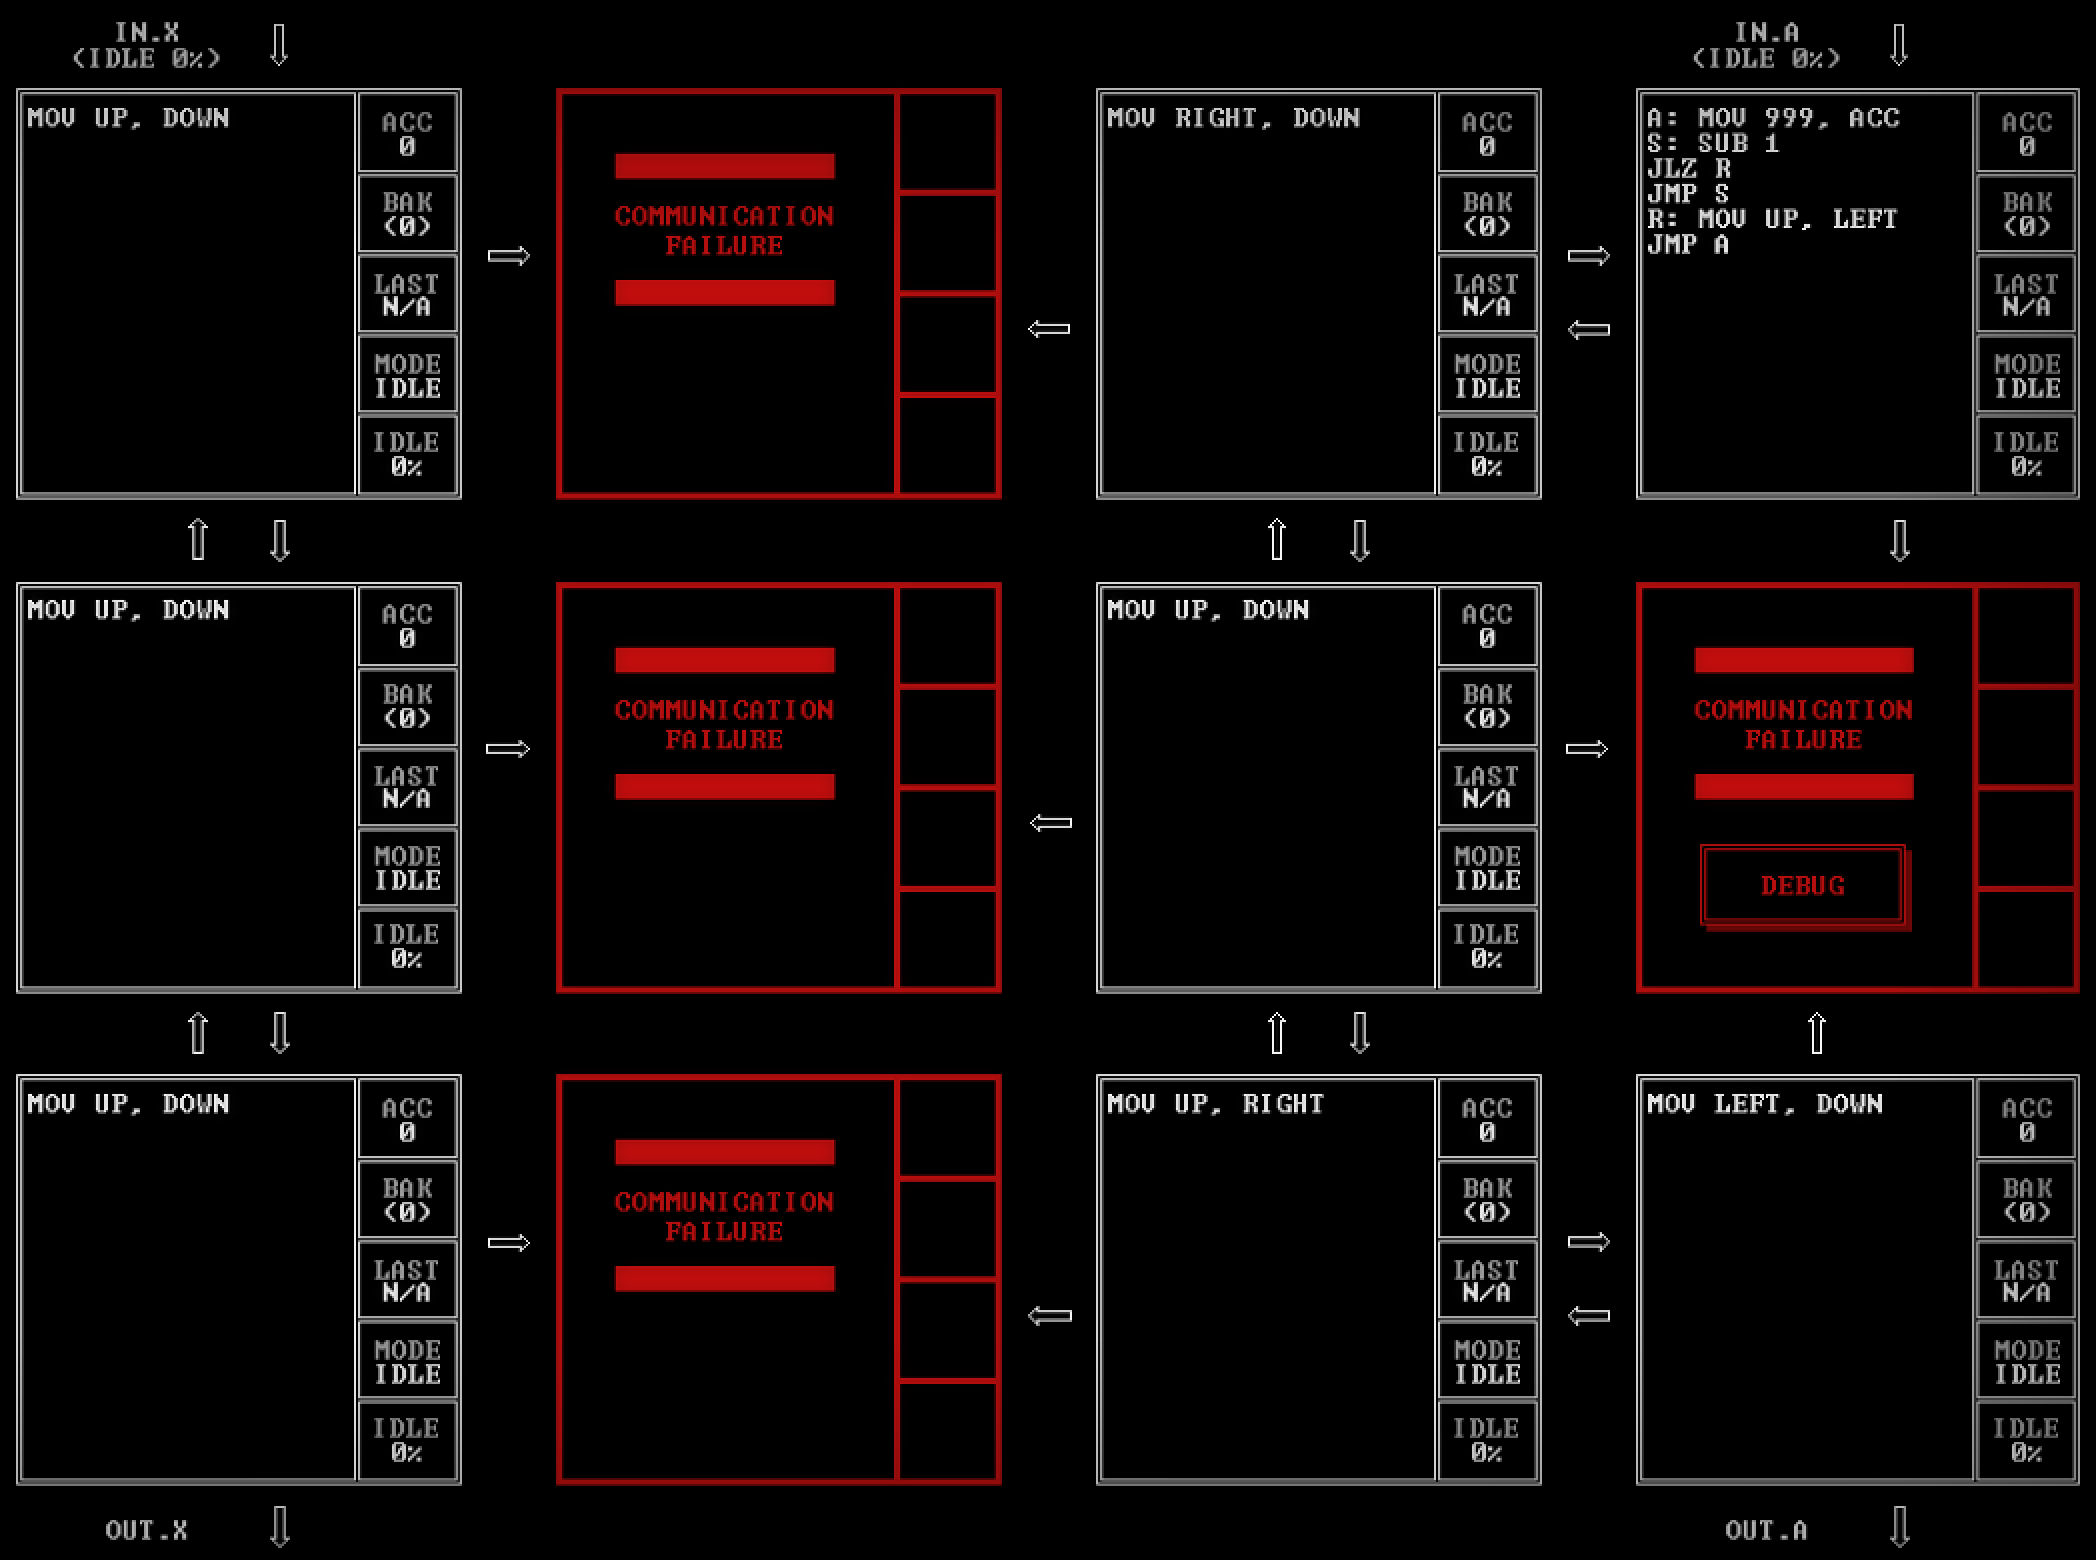 IN.X
(IDLE 0%)
IN.A
(IDLE 0%)
MOV UP, DOWN
ACC
0
BAK
(0)
LAST
N/A
MODE
IDLE
IDLE
0%
COMMUNICATION
FAILURE
MOV RIGHT, DOWN
ACC
0
BAK
(0)
LAST
N/A
MODE
IDLE
IDLE
0%
A: MOV 999, ACC
S: SUB 1
JLZ R
JMP S
R: MOV UP, LEFT
JMP A
ACC
0
BAK
(0)
LAST
N/A
MODE
IDLE
IDLE
0%
MOV UP, DOWN
ACC
0
BAK
(0)
LAST
N/A
MODE
IDLE
IDLE
0%
COMMUNICATION
FAILURE
MOV UP, DOWN
ACC
0
BAK
(0)
LAST
N/A
MODE
IDLE
IDLE
0%
COMMUNICATION
FAILURE
DEBUG
MOV UP, DOWN
ACC
0
BAK
(0)
LAST
N/A
MODE
IDLE
IDLE
0%
COMMUNICATION
FAILURE
MOV UP, RIGHT
ACC
0
BAK
(0)
LAST
N/A
MODE
IDLE
IDLE
0%
MOV LEFT, DOWN
ACC
0
BAK
(0)
LAST
N/A
MODE
IDLE
IDLE
0%
OUT.X
OUT.A